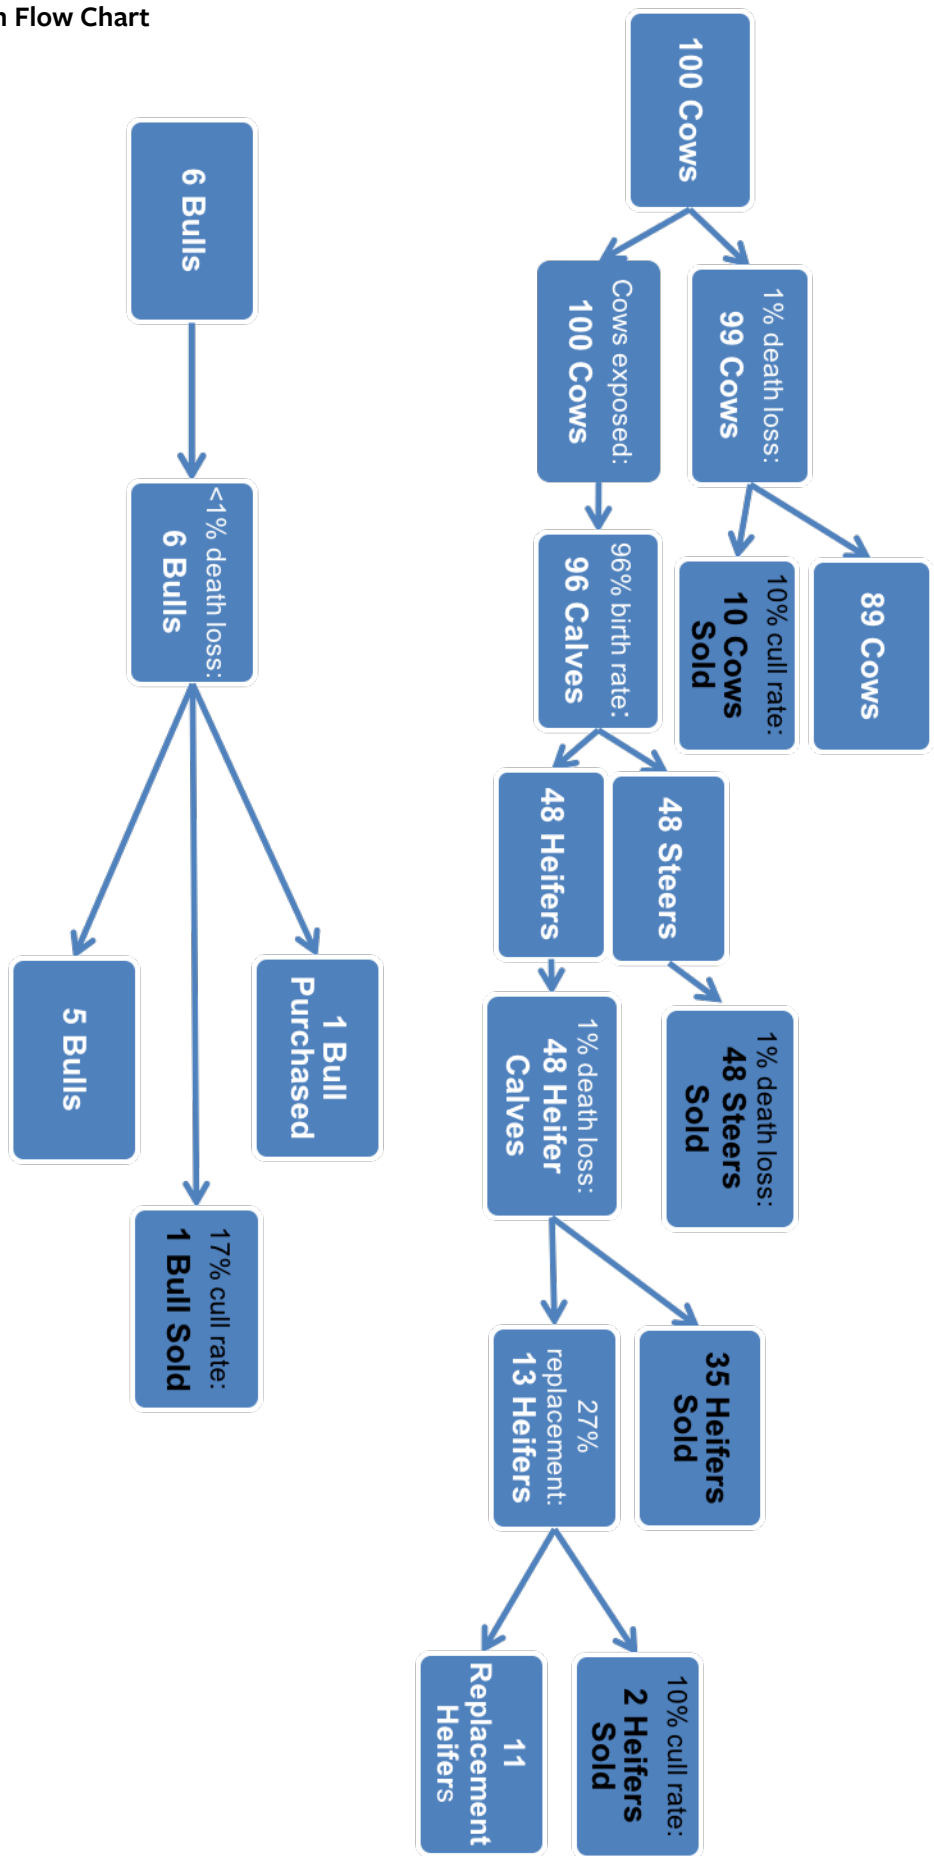 n Flow Chart
100 Cows
1% death loss:
99 Cows
89 Cows
10% cull rate:
10 Cows
Sold
Cows exposed:
100 Cows
96% birth rate:
96 Calves
48 Steers
1% death loss:
48 Steers
Sold
48 Heifers
1% death loss:
48 Heifer
Calves
35 Heifers
Sold
27%
replacement:
13 Heifers
10% cull rate:
2 Heifers
Sold
11
Replacement
Heifers
6 Bulls
<1% death loss:
6 Bulls
1 Bull
Purchased
17% cull rate:
1 Bull Sold
5 Bulls